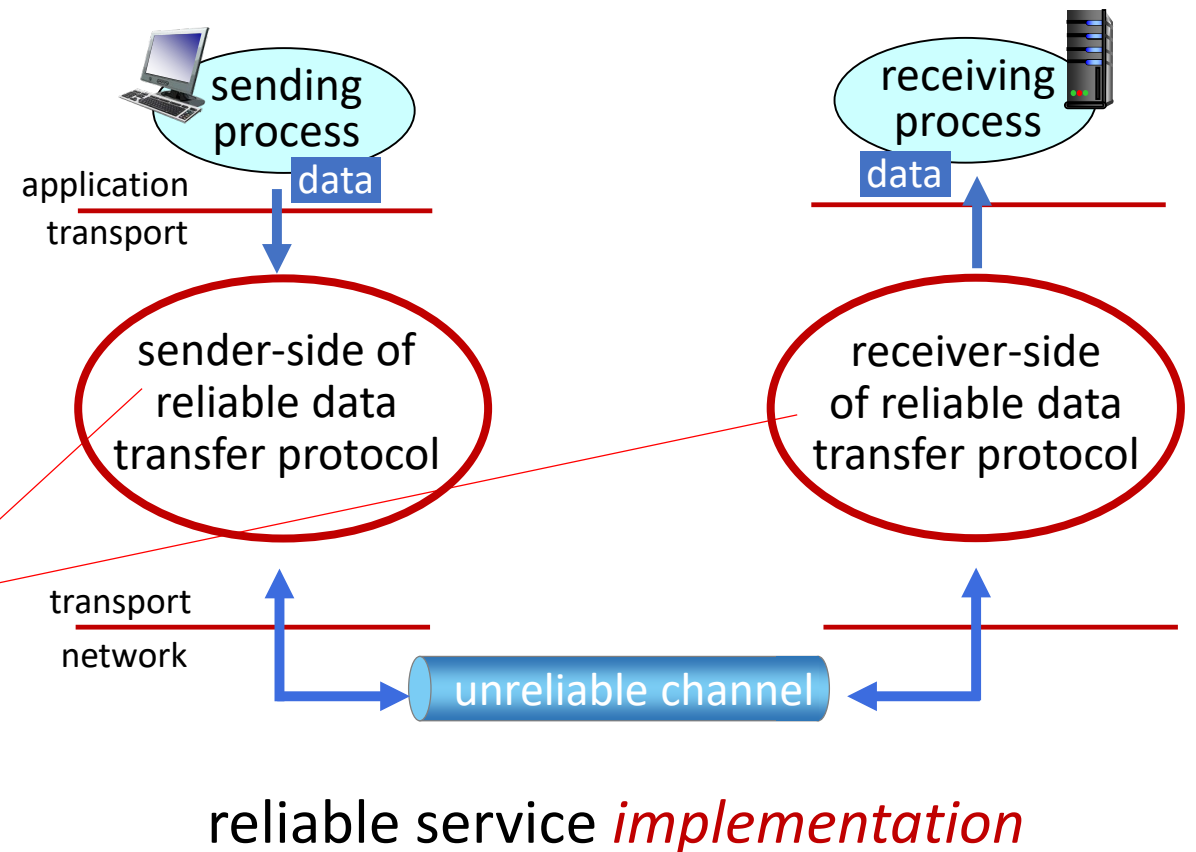 sending
process
data
application
transport
receiving
process
data
sender-side of
reliable data
transfer protocol
receiver-side
of reliable data
transfer protocol
transport
network
unreliable channel
reliable service implementation